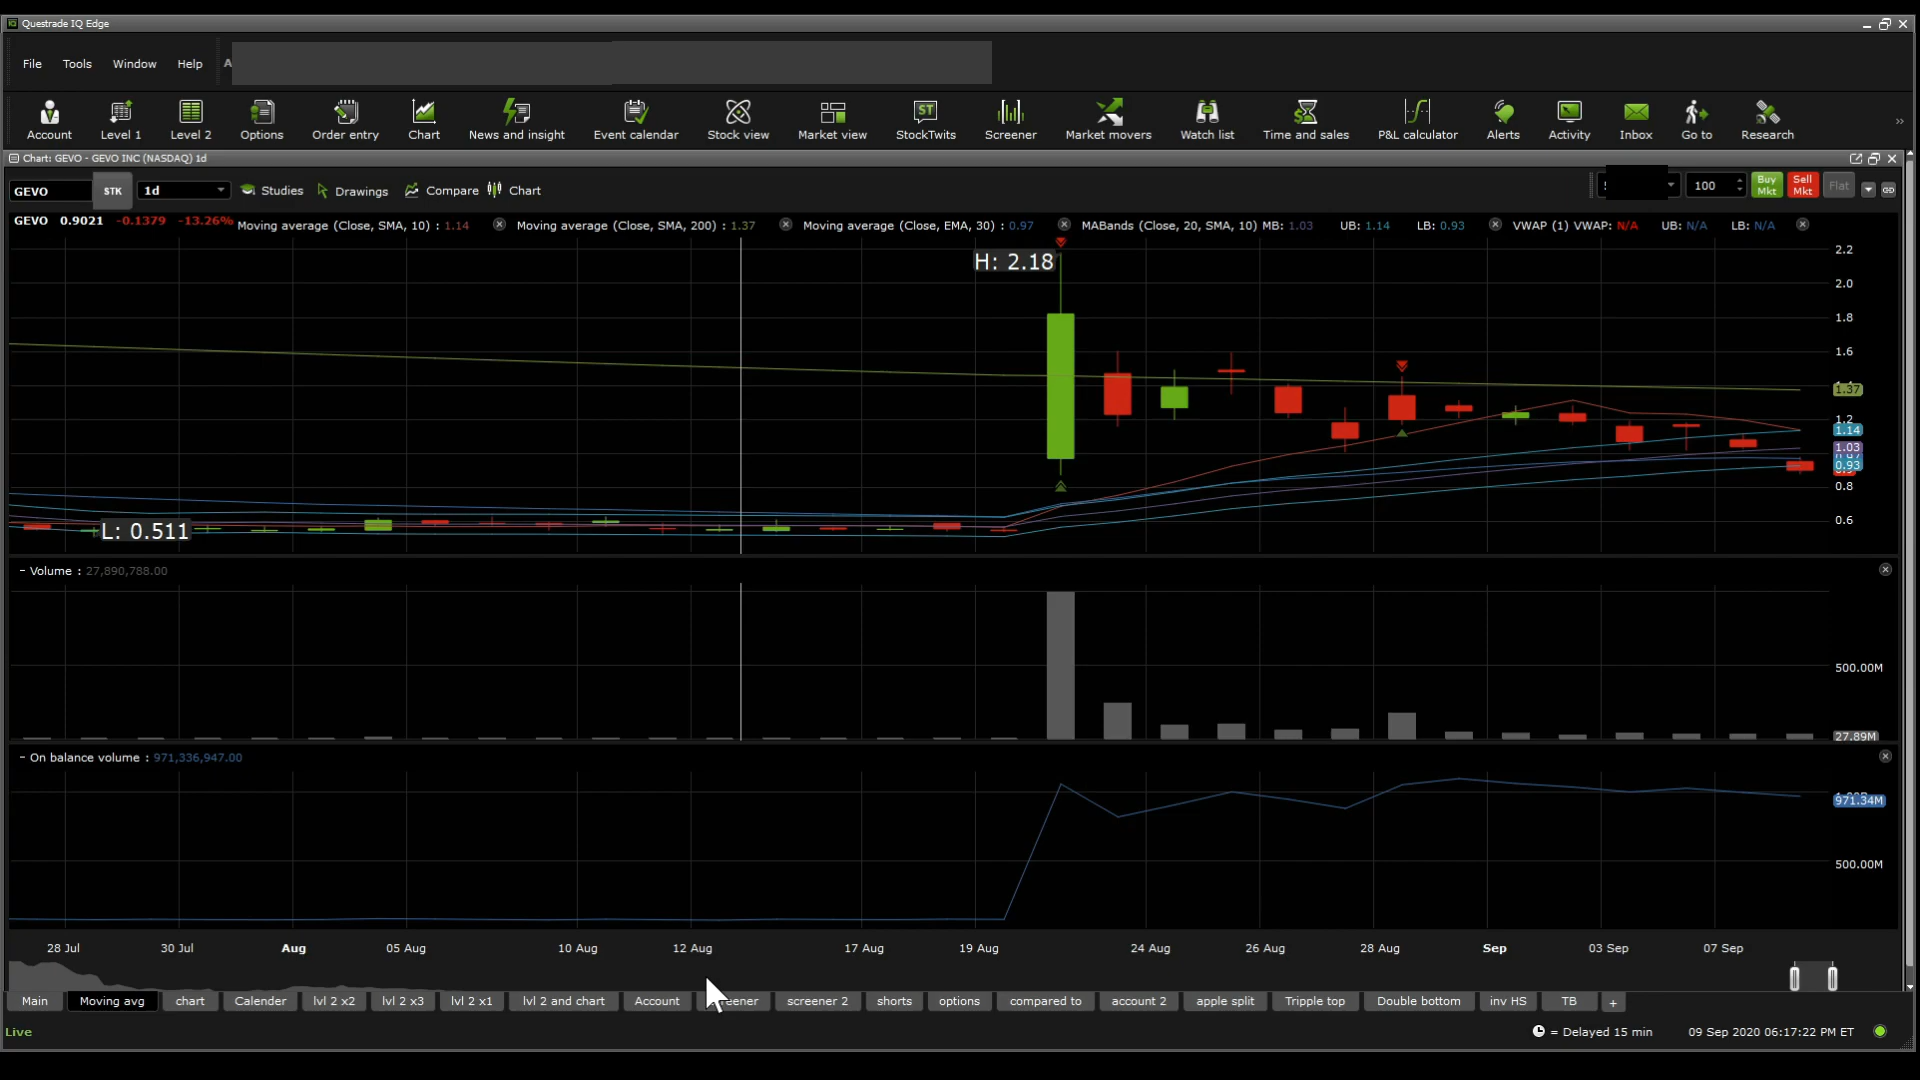 Questrade IQ Edge
File Tools Window Help A
Account Level 1 Level 2 Options Order entry Chart News and insight Event calendar Stock view Market view StockTwits Screener Market movers Watch list Time and sales P&L calculator Alerts Activity Inbox Go to Research »
Chart: GEVO - GEVO INC (NASDAQ) 1d
GEVO STK 1d Studies Drawings Compare Chart 100 Buy Mkt Sell Mkt Flat
GEVO 0.9021 -0.1379 -13.26% Moving average (Close, SMA, 10) : 1.14 Moving average (Close, SMA, 200) : 1.37 Moving average (Close, EMA, 30) : 0.97 MABands (Close, 20, SMA, 10) MB: 1.03 UB: 1.14 LB: 0.93 VWAP (1) VWAP: N/A UB: N/A LB: N/A
2.2
H: 2.18
2.0
1.8
1.6
1.37
1.2
1.14
1.03
0.93
0.8
L: 0.511
0.6
- Volume : 27,890,788.00
500.00M
27.89M
- On balance volume : 971,336,947.00
971.34M
500.00M
28 Jul 30 Jul Aug 05 Aug 10 Aug 12 Aug 17 Aug 19 Aug 24 Aug 26 Aug 28 Aug Sep 03 Sep 07 Sep
Main Moving avg chart Calender lvl 2 x2 lvl 2 x3 lvl 2 x1 lvl 2 and chart Account screener 2 shorts options compared to account 2 apple split Tripple top Double bottom inv HS TB +
Live = Delayed 15 min 09 Sep 2020 06:17:22 PM ET